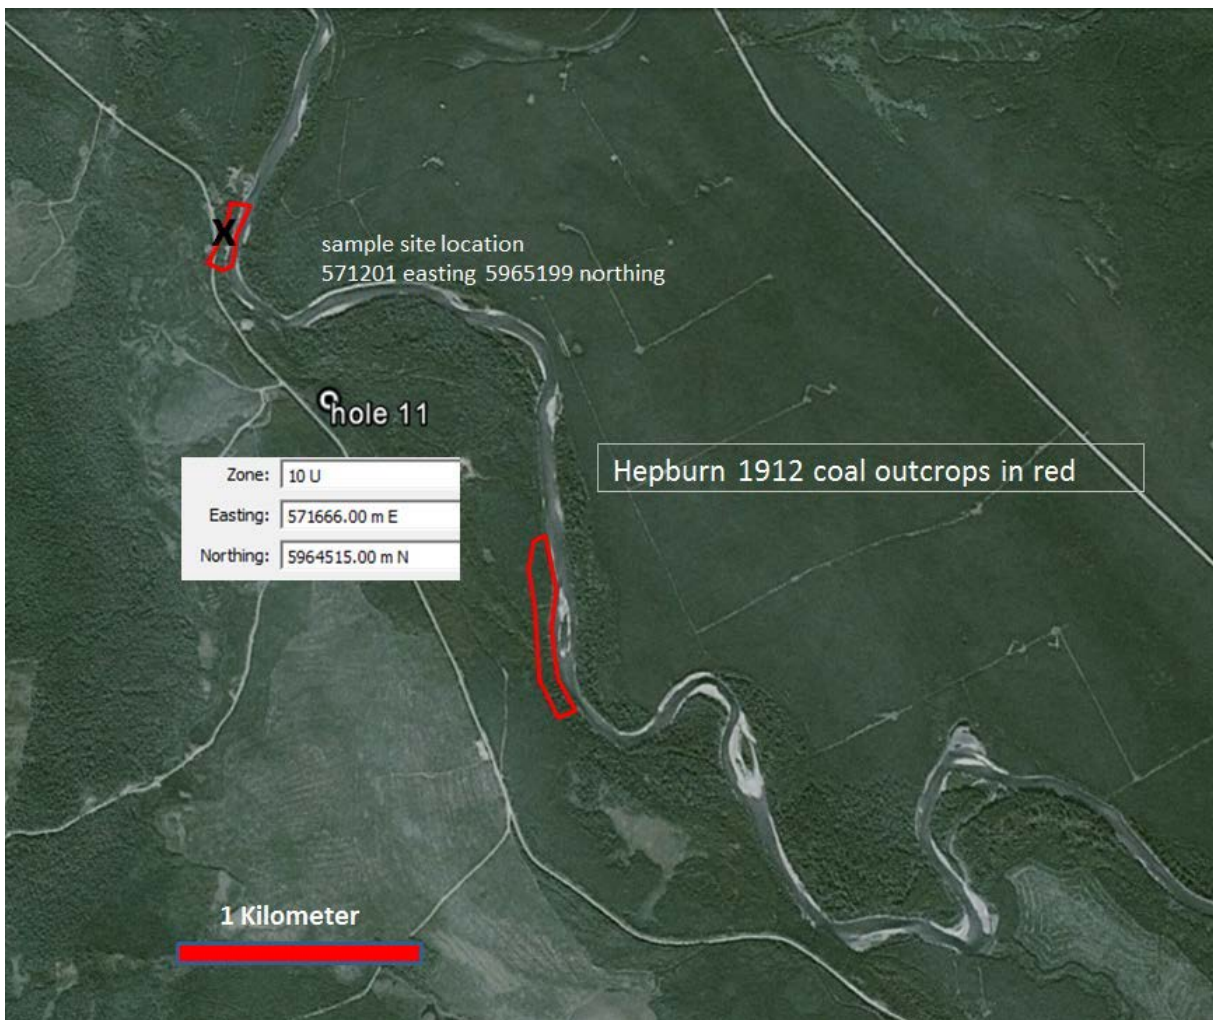 X
sample site location
571201 easting 5965199 northing
hole 11
Hepburn 1912 coal outcrops in red
Zone: 10 U
Easting: 571666.00 m E
Northing: 5964515.00 m N
1 Kilometer